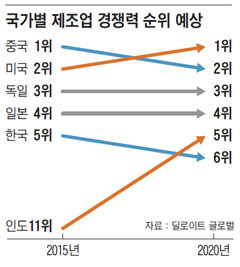 국가별 제조업 경쟁력 순위 예상
중국 1위 1위
미국 2위 2위
독일 3위 3위
일본 4위 4위
한국 5위 5위
6위
인도 11위 자료 : 딜로이트 글로벌
2015년 2020년